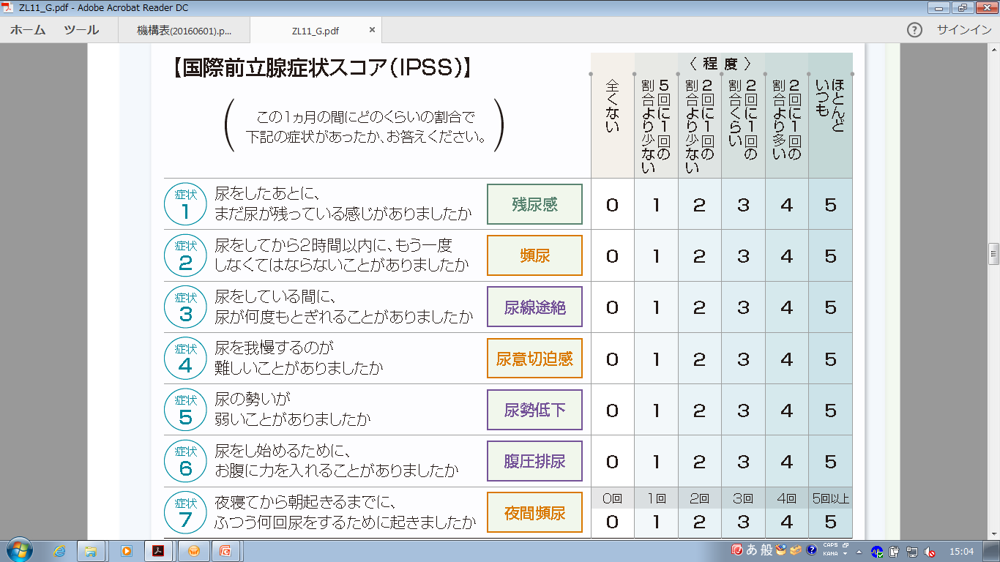 ZL11_G.pdf - Adobe Acrobat Reader DC
ホーム ツール 機構表(20160601).p... ZL11_G.pdf × ? サインイン
【国際前立腺症状スコア(IPSS)】
この1ヵ月の間にどのくらいの割合で
下記の症状があったか、お答えください。
〈程度〉
全くない
5回に1回の
割合より少ない
2回に1回の
割合より少ない
2回に1回の
割合くらい
2回に1回の
割合より多い
ほとんど
いつも
症状
1
尿をしたあとに、
まだ尿が残っている感じがありましたか
残尿感
0 1 2 3 4 5
症状
2
尿をしてから2時間以内に、もう一度
しなくてはならないことがありましたか
頻尿
0 1 2 3 4 5
症状
3
尿をしている間に、
尿が何度もとぎれることがありましたか
尿線途絶
0 1 2 3 4 5
症状
4
尿を我慢するのが
難しいことがありましたか
尿意切迫感
0 1 2 3 4 5
症状
5
尿の勢いが
弱いことがありましたか
尿勢低下
0 1 2 3 4 5
症状
6
尿をし始めるために、
お腹に力を入れることがありましたか
腹圧排尿
0 1 2 3 4 5
症状
7
夜寝てから朝起きるまでに、
ふつう何回尿をするために起きましたか
夜間頻尿
0回 1回 2回 3回 4回 5回以上
0 1 2 3 4 5
あ 般 CAPS KANA 15:04